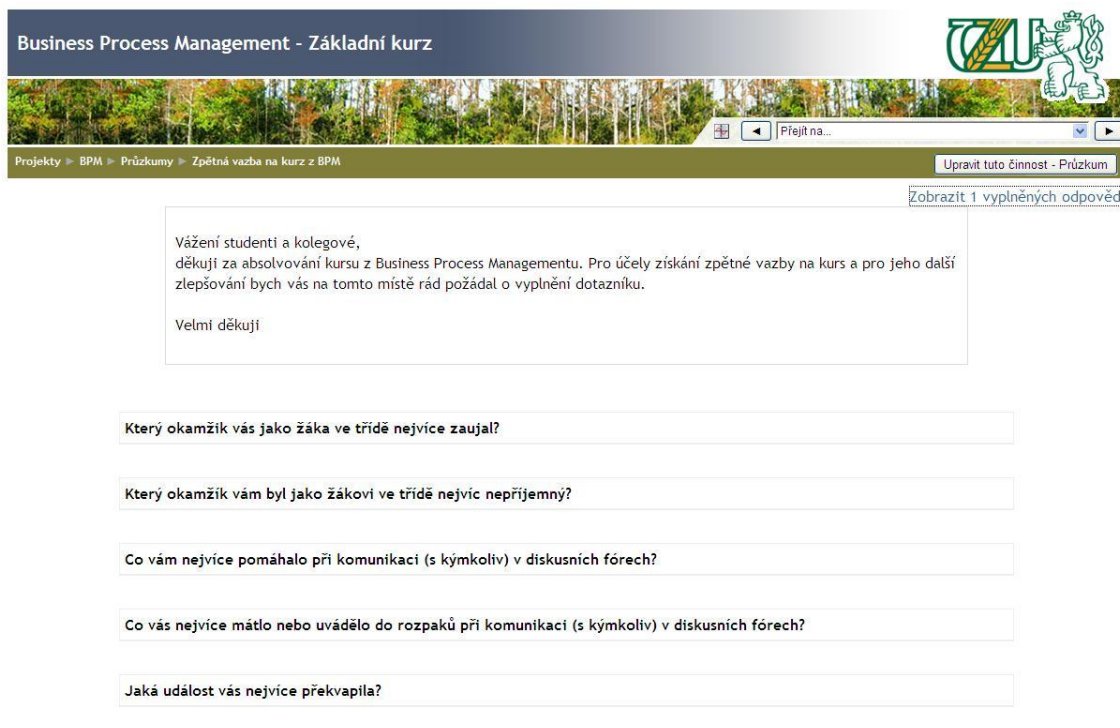 Business Process Management - Základní kurz
ČZU
Přejít na...
Projekty ► BPM ► Průzkumy ► Zpětná vazba na kurz z BPM
Upravit tuto činnost - Průzkum
Zobrazit 1 vyplněných odpověd
Vážení studenti a kolegové,
děkuji za absolvování kursu z Business Process Managementu. Pro účely získání zpětné vazby na kurs a pro jeho další
zlepšování bych vás na tomto místě rád požádal o vyplnění dotazníku.
Velmi děkuji
Který okamžik vás jako žáka ve třídě nejvíce zaujal?
Který okamžík vám byl jako žákovi ve třídě nejvíc nepříjemný?
Co vám nejvíce pomáhalo při komunikaci (s kýmkoliv) v diskusních fórech?
Co vás nejvíce mátlo nebo uvádělo do rozpaků při komunikaci (s kýmkoliv) v diskusních fórech?
Jaká událost vás nejvíce překvapila?